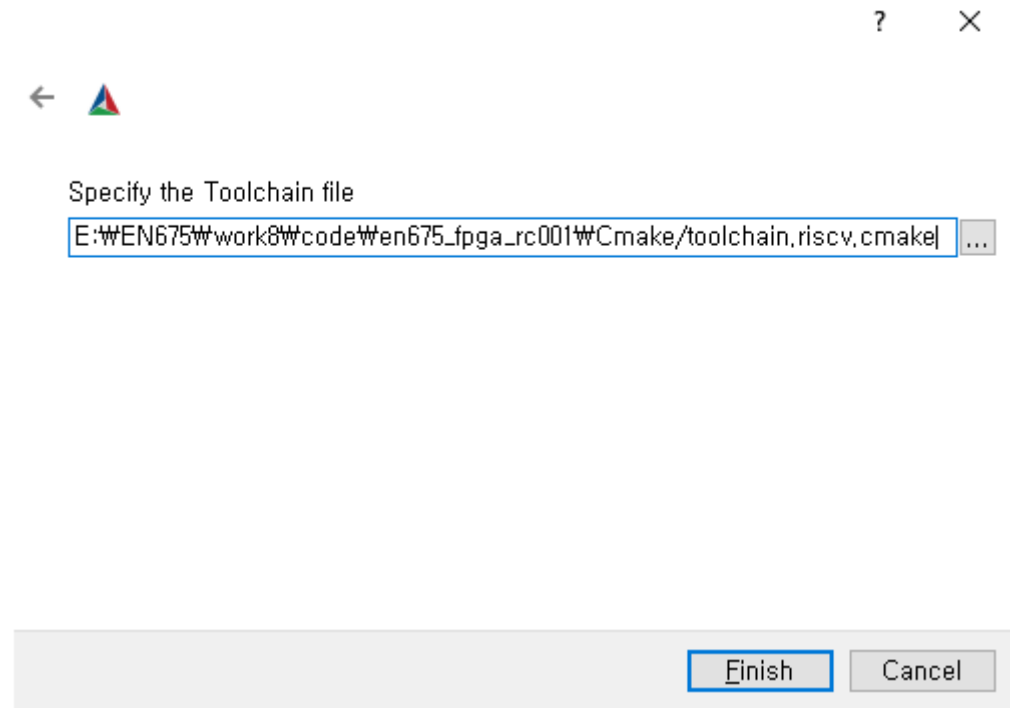 ?
Specify the Toolchain file
E:₩EN675₩work8₩code₩en675_fpga_rc001₩Cmake/toolchain.riscv.cmake
...
Finish
Cancel